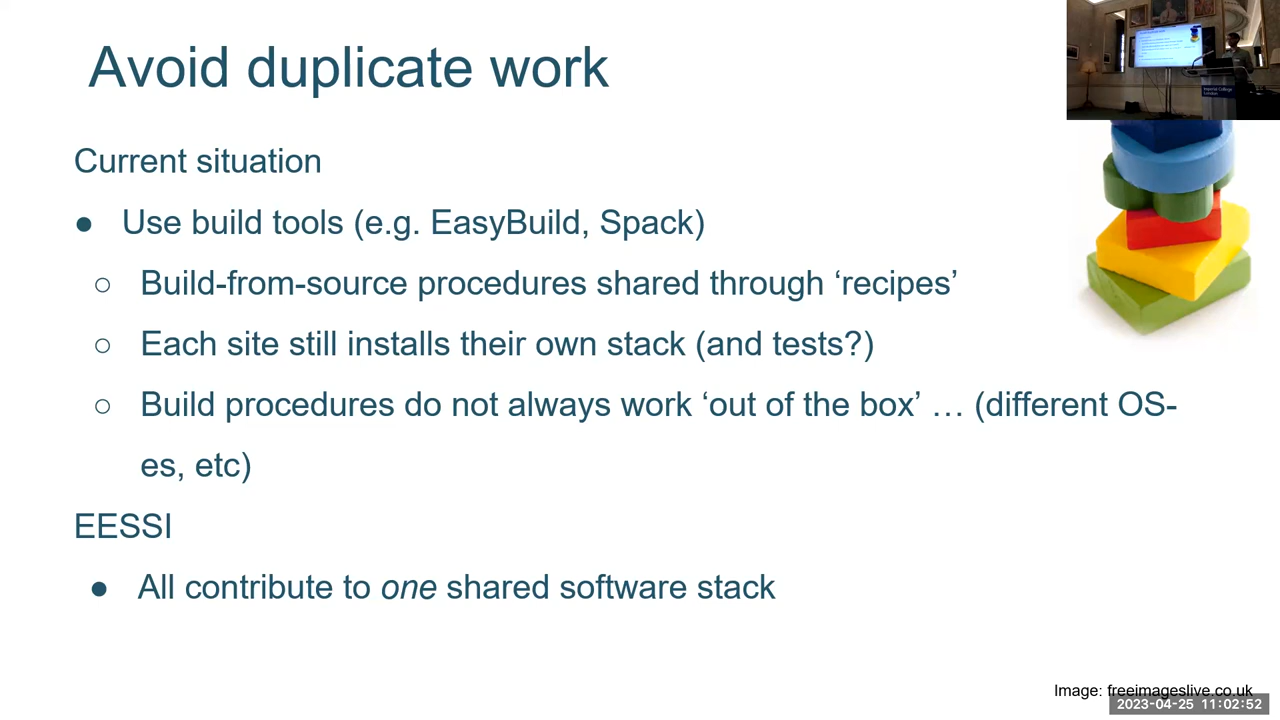 Avoid duplicate work
Current situation
● Use build tools (e.g. EasyBuild, Spack)
○ Build-from-source procedures shared through ‘recipes’
○ Each site still installs their own stack (and tests?)
○ Build procedures do not always work ‘out of the box’ … (different OS-
es, etc)
EESSI
● All contribute to one shared software stack
Image: freeimageslive.co.uk
2023-04-25 11:02:52
Imperial College
London